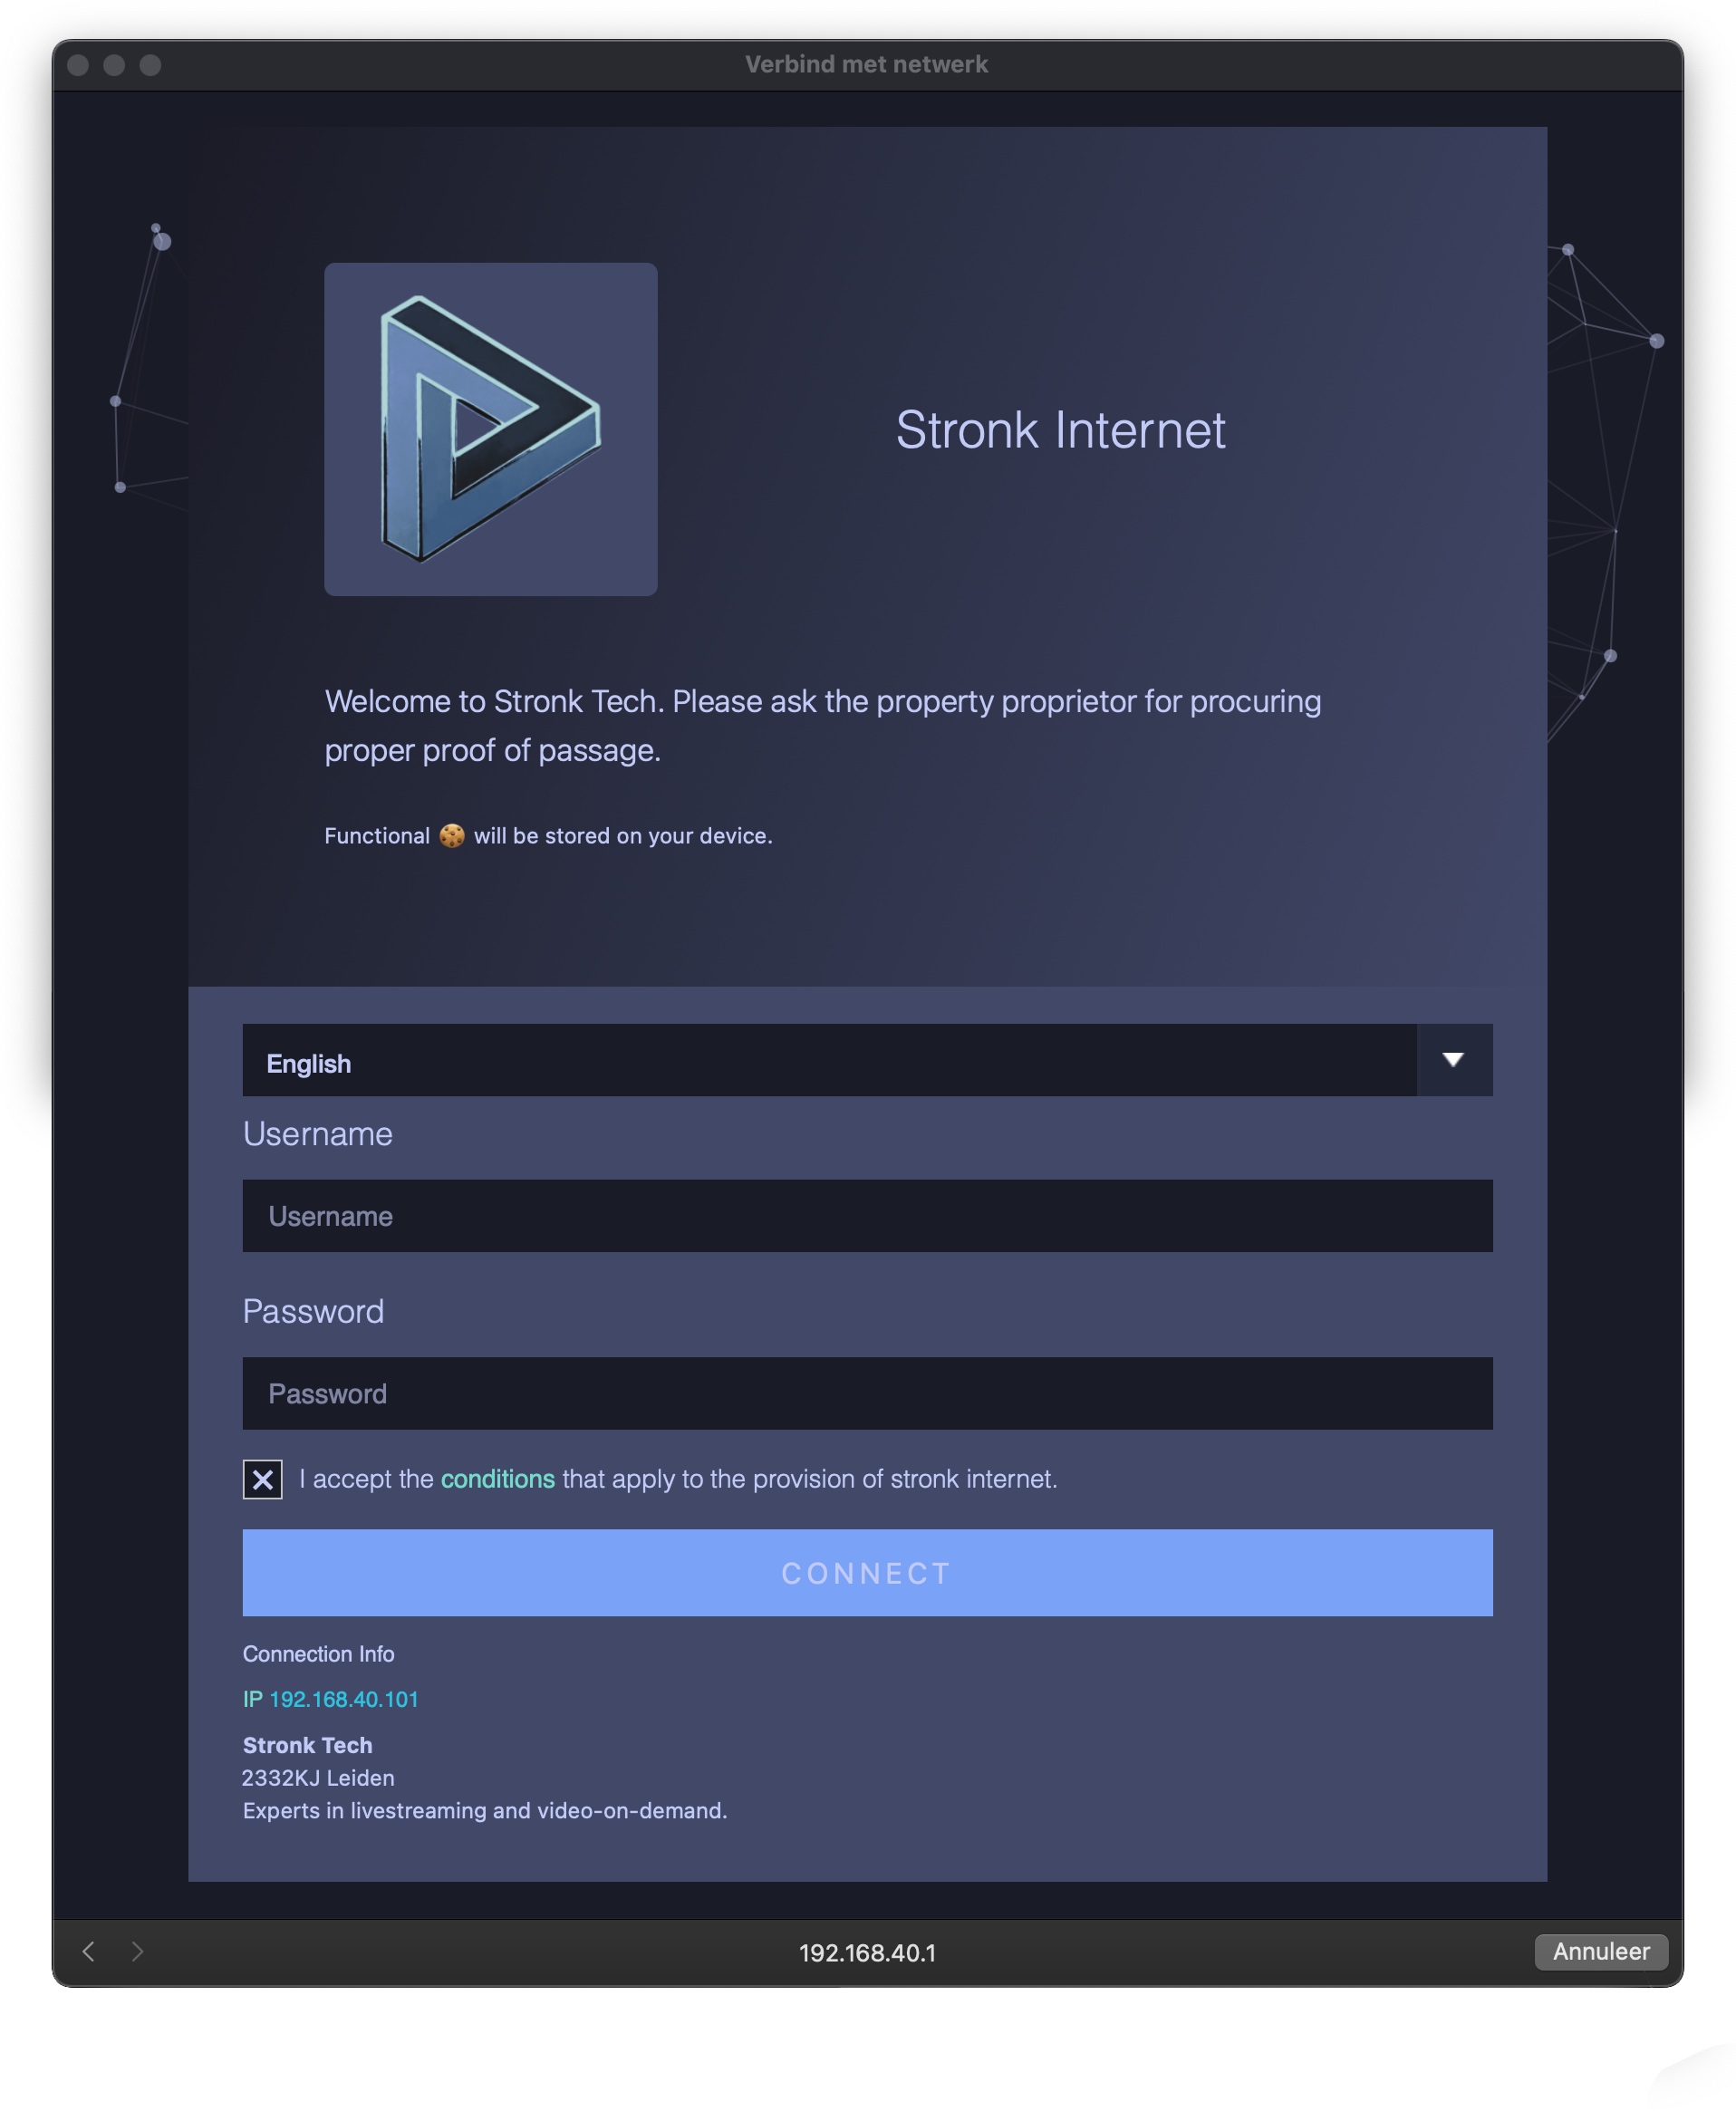 Verbind met netwerk
Stronk Internet
Welcome to Stronk Tech. Please ask the property proprietor for procuring
proper proof of passage.
Functional 🍪 will be stored on your device.
English
Username
Username
Password
Password
I accept the conditions that apply to the provision of stronk internet.
CONNECT
Connection Info
IP 192.168.40.101
Stronk Tech
2332KJ Leiden
Experts in livestreaming and video-on-demand.
192.168.40.1
Annuleer